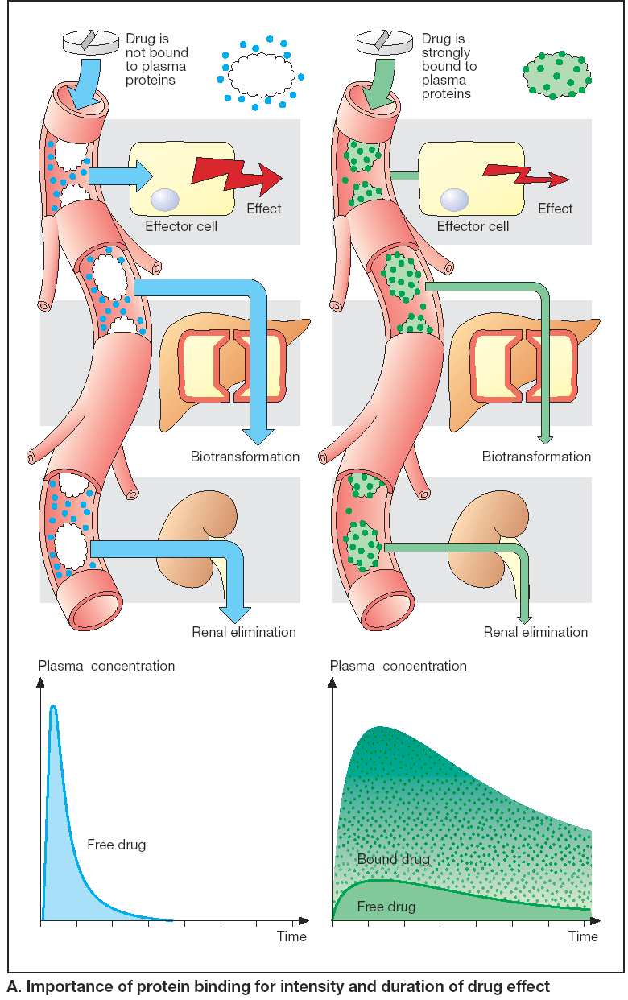 Drug is
not bound
to plasma
proteins
Effect
Effector cell
Biotransformation
Renal elimination
Plasma concentration
Free drug
Time
Drug is
strongly
bound to
plasma
proteins
Effect
Effector cell
Biotransformation
Renal elimination
Plasma concentration
Bound drug
Free drug
Time
A. Importance of protein binding for intensity and duration of drug effect